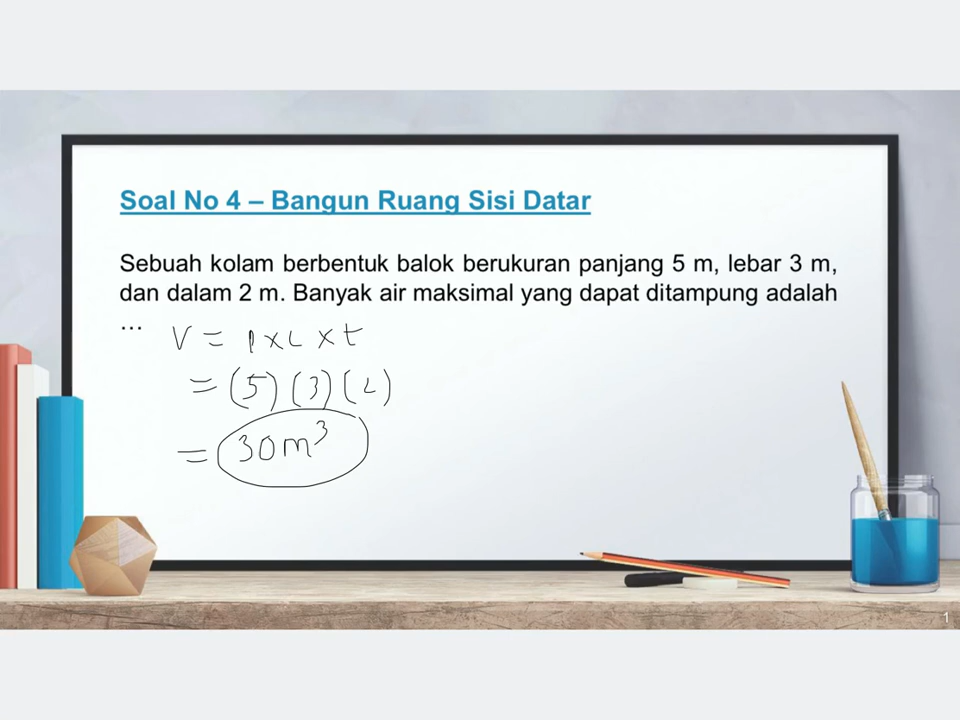 Soal No 4 – Bangun Ruang Sisi Datar
Sebuah kolam berbentuk balok berukuran panjang 5 m, lebar 3 m,
dan dalam 2 m. Banyak air maksimal yang dapat ditampung adalah
…
V = p x L x t
= (5) (3) (2)
= 30 m³
1